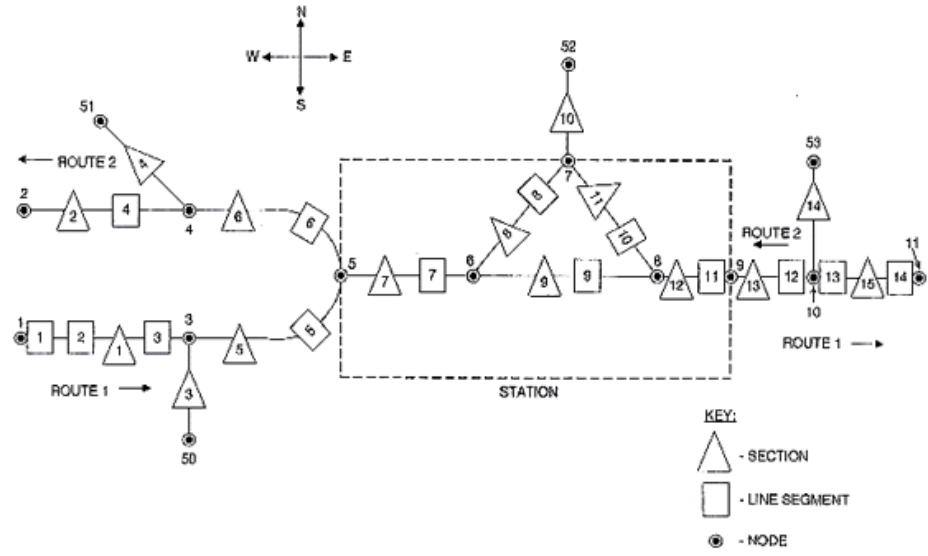 N
W E
S
52
51
10
53
← ROUTE 2
4
7
14
2
2 4 4 6 6
8 11
8 10
ROUTE 2
←
11
5 7 7 6 9 9 8 12 11 9 13 12 13 15 14
10
1
1 2 1 3 3 5 5
ROUTE 1 →
ROUTE 1 →
3
STATION
50
KEY:
- SECTION
- LINE SEGMENT
- NODE